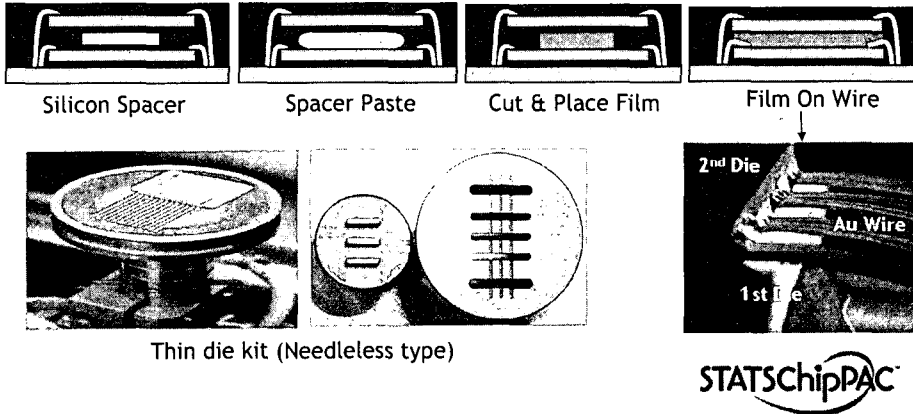 Silicon Spacer
Spacer Paste
Cut & Place Film
Film On Wire
2nd Die
Au Wire
1st Die
Thin die kit (Needleless type)
STATSChipPAC™